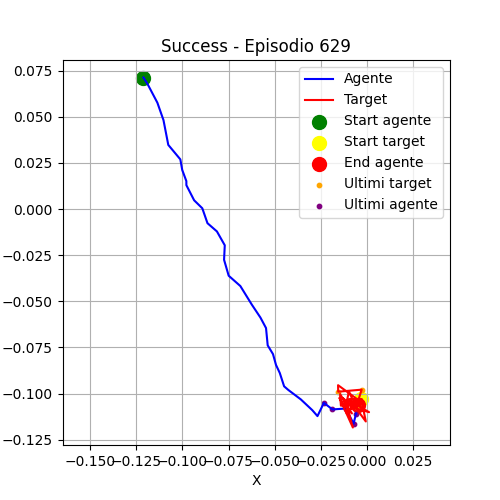 Success - Episodio 629
0.075
0.050
0.025
0.000
−0.025
−0.050
−0.075
−0.100
−0.125
Agente
Target
Start agente
Start target
End agente
Ultimi target
Ultimi agente
−0.150 −0.125 −0.100 −0.075 −0.050 −0.025 0.000 0.025
X